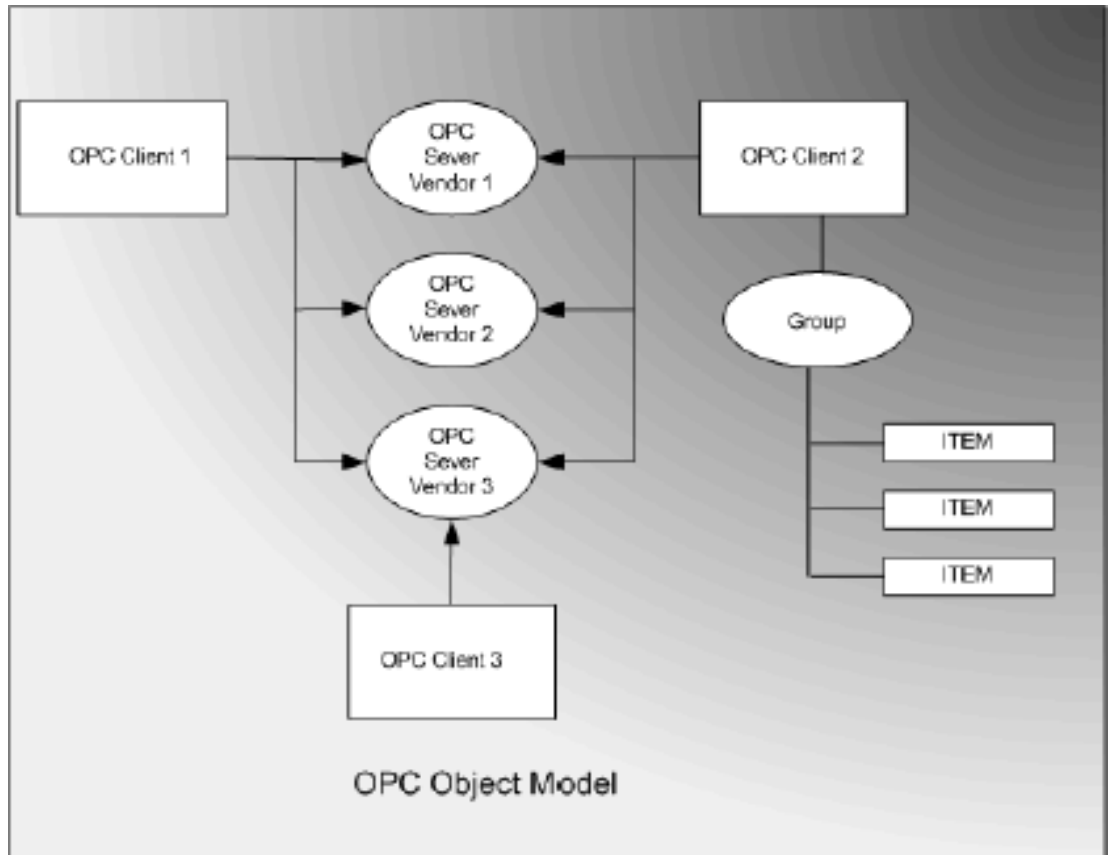 OPC Client 1
OPC
Sever
Vendor 1
OPC Client 2
OPC
Sever
Vendor 2
Group
OPC
Sever
Vendor 3
ITEM
ITEM
ITEM
OPC Client 3
OPC Object Model